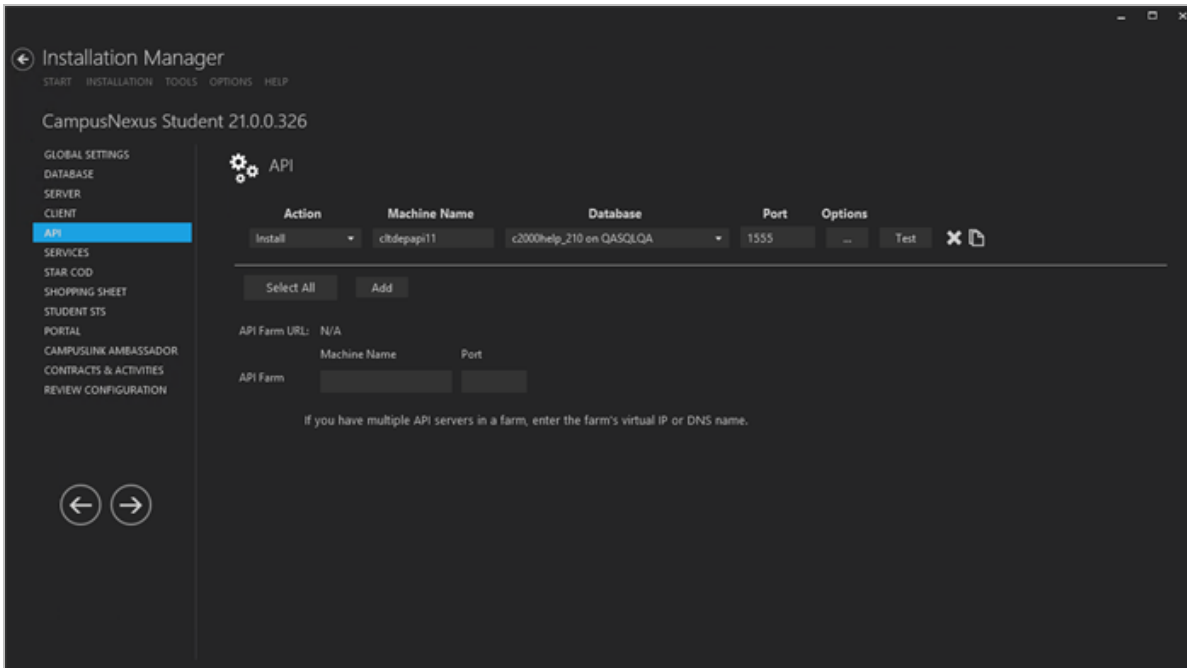 Installation Manager
START INSTALLATION TOOLS OPTIONS HELP
CampusNexus Student 21.0.0.326
GLOBAL SETTINGS
DATABASE
SERVER
CLIENT
API
SERVICES
STAR COD
SHOPPING SHEET
STUDENT STS
PORTAL
CAMPUSLINK AMBASSADOR
CONTRACTS & ACTIVITIES
REVIEW CONFIGURATION
API
Action Machine Name Database Port Options
Install cltdepapi11 c2000help_210 on QASQLQA 1555 ... Test
Select All Add
API Farm URL: N/A
Machine Name Port
API Farm
If you have multiple API servers in a farm, enter the farm's virtual IP or DNS name.